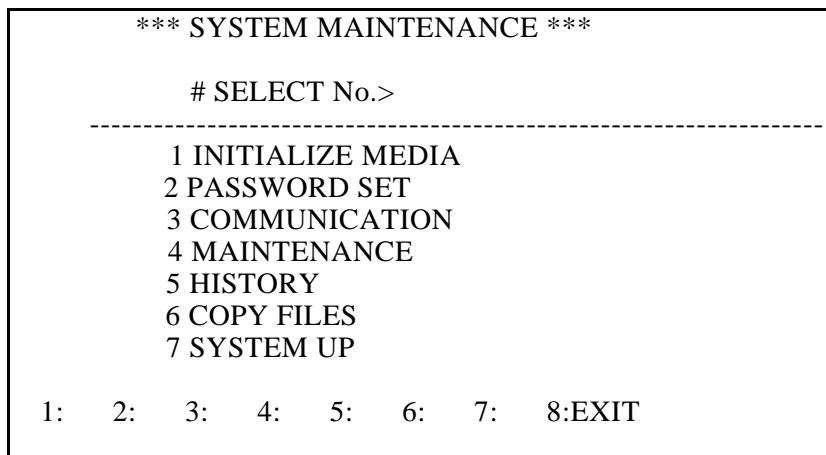 *** SYSTEM MAINTENANCE ***
# SELECT No.>
---------------------------------------------------------------------
1 INITIALIZE MEDIA
2 PASSWORD SET
3 COMMUNICATION
4 MAINTENANCE
5 HISTORY
6 COPY FILES
7 SYSTEM UP
1: 2: 3: 4: 5: 6: 7: 8:EXIT